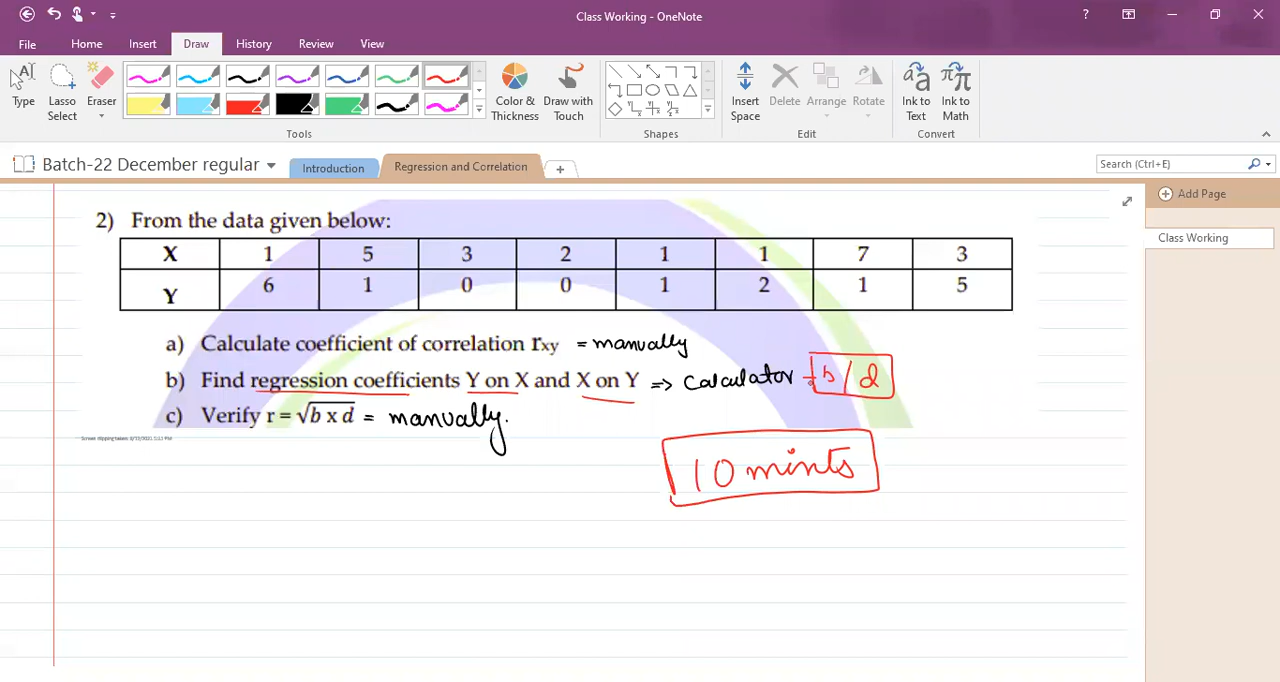 Class Working - OneNote
?
File Home Insert Draw History Review View
Type
Lasso Select
Eraser
Color & Thickness
Draw with Touch
Insert Space
Delete
Arrange
Rotate
Ink to Text
Ink to Math
Tools
Shapes
Edit
Convert
Batch-22 December regular
Introduction
Regression and Correlation
+
Search (Ctrl+E)
Add Page
Class Working
2) From the data given below:
X 1 5 3 2 1 1 7 3
Y 6 1 0 0 1 2 1 5
a) Calculate coefficient of correlation rxy = manually
b) Find regression coefficients Y on X and X on Y => calculator b / d
c) Verify r = √b x d = manually.
10 mints